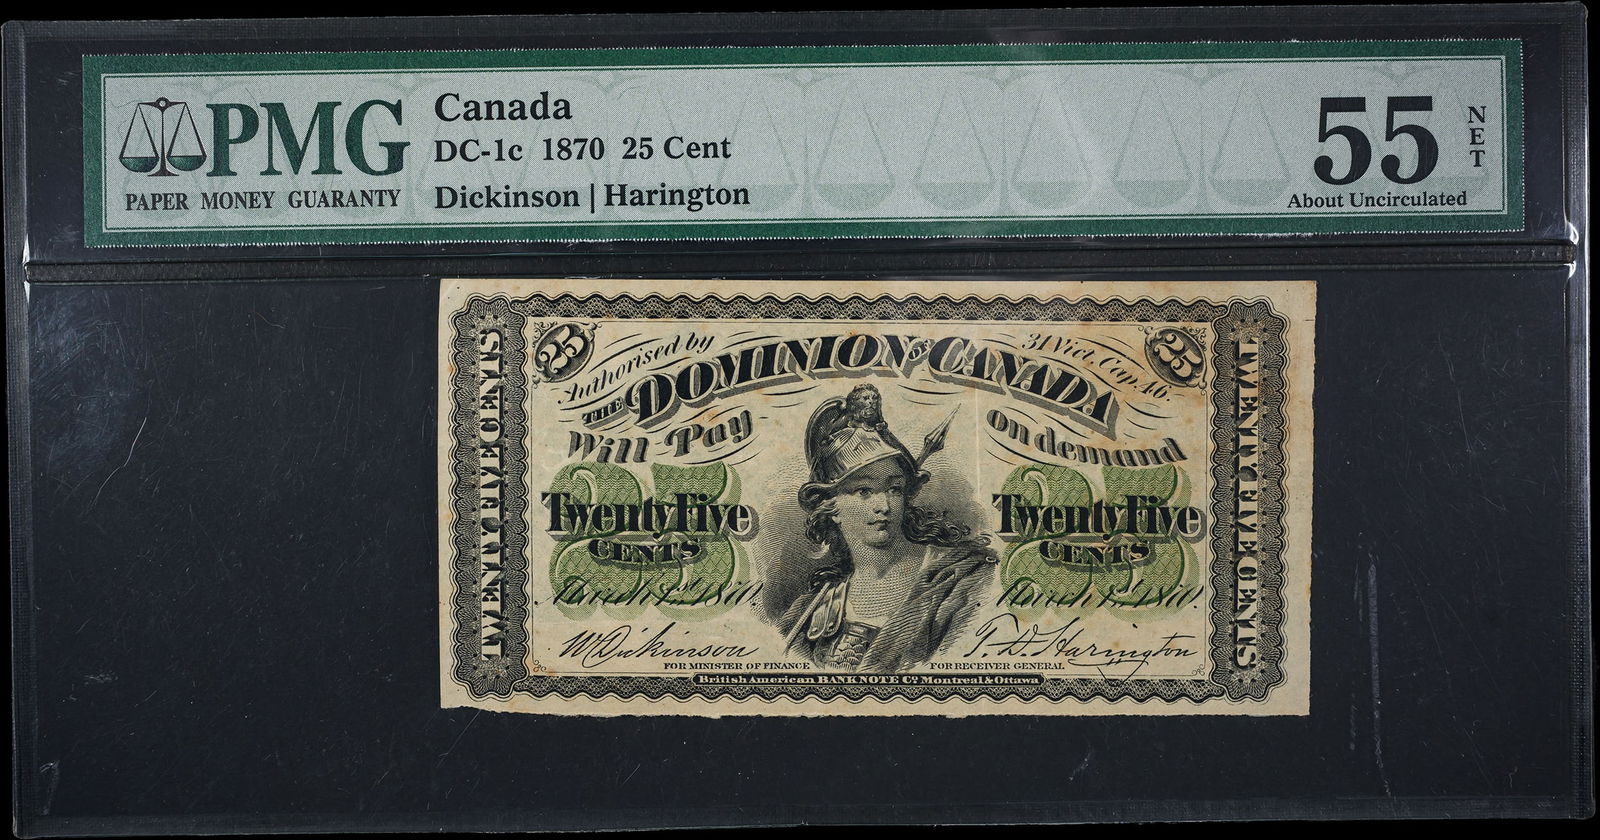 PMG
PAPER MONEY GUARANTY
Canada
DC-1c 1870 25 Cent
Dickinson | Harington
55
NET
About Uncirculated
25
Authorised by
31 Vict. Cap. 46.
25
THE DOMINION OF CANADA
Will Pay
on demand
25
25
Twenty Five
CENTS
Twenty Five
CENTS
March 1st 1870.
March 1st 1870.
W Dickinson
T. D. Harington
FOR MINISTER OF FINANCE
FOR RECEIVER GENERAL
British American BANK NOTE Co. Montreal & Ottawa
TWENTY FIVE CENTS
TWENTY FIVE CENTS